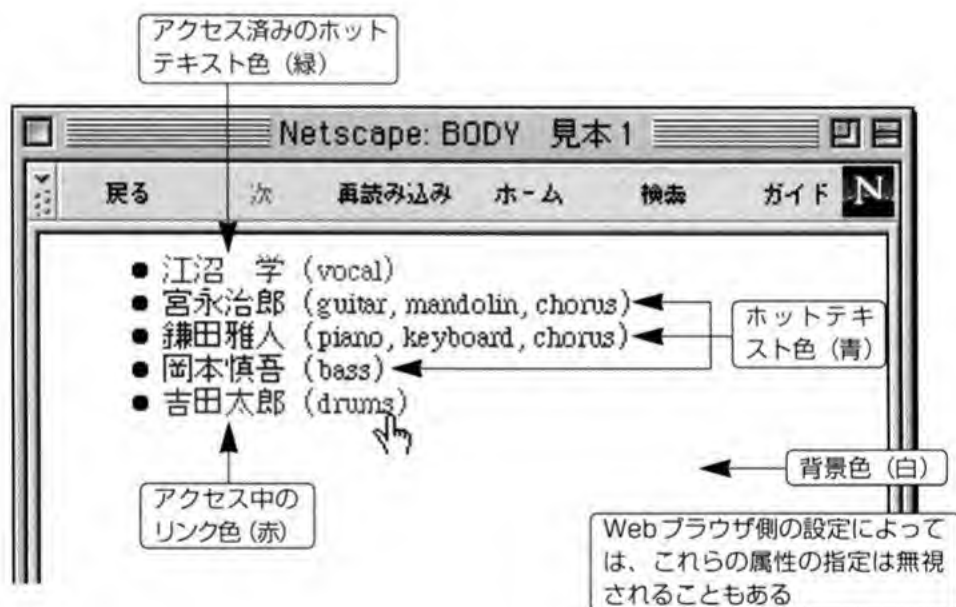 アクセス済みのホット
テキスト色（緑）
Netscape: BODY　見本1
戻る　次　再読み込み　ホーム　検索　ガイド　N
● 江沼　学 (vocal)
● 宮永治郎 (guitar, mandolin, chorus)
● 鎌田雅人 (piano, keyboard, chorus)
● 岡本慎吾 (bass)
● 吉田太郎 (drums)
ホットテキ
スト色（青）
背景色（白）
アクセス中の
リンク色（赤）
Webブラウザ側の設定によって
は、これらの属性の指定は無視
されることもある